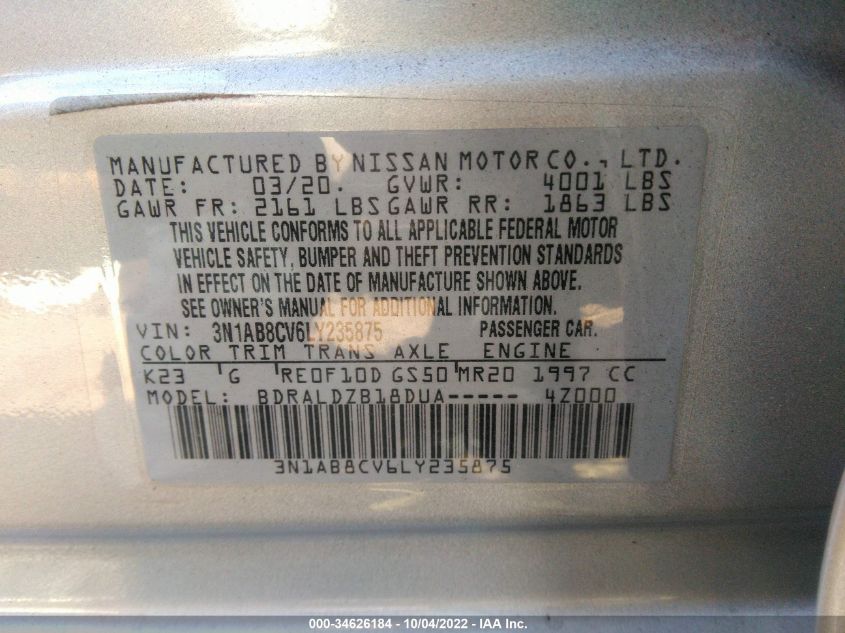 MANUFACTURED BY NISSAN MOTOR CO., LTD.
DATE: 03/20. GVWR: 4001 LBS
GAWR FR: 2161 LBS GAWR RR: 1863 LBS
THIS VEHICLE CONFORMS TO ALL APPLICABLE FEDERAL MOTOR
VEHICLE SAFETY, BUMPER AND THEFT PREVENTION STANDARDS
IN EFFECT ON THE DATE OF MANUFACTURE SHOWN ABOVE.
SEE OWNER'S MANUAL FOR ADDITIONAL INFORMATION.
VIN: 3N1AB8CV6LY235875 PASSENGER CAR.
COLOR TRIM TRANS AXLE ENGINE
K23 G RE0F10D GS50 MR20 1997 CC
MODEL: BDRALDZB18DUA----- 4Z000
3N1AB8CV6LY235875
000-34626184 - 10/04/2022 - IAA Inc.